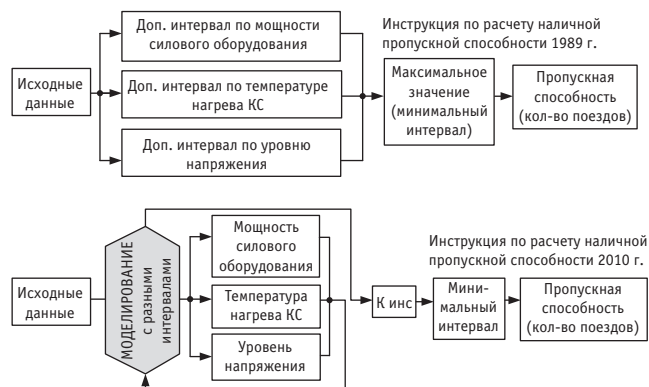 Доп. интервал по мощности
силового оборудования
Инструкция по расчету наличной
пропускной способности 1989 г.
Исходные
данные
Доп. интервал по температуре
нагрева КС
Максимальное
значение
(минимальный
интервал)
Пропускная
способность
(кол-во поездов)
Доп. интервал по уровню
напряжения
МОДЕЛИРОВАНИЕ
с разными
интервалами
Мощность
силового
оборудования
Инструкция по расчету наличной
пропускной способности 2010 г.
Исходные
данные
Температура
нагрева КС
К инс
Мини-
мальный
интервал
Пропускная
способность
(кол-во поездов)
Уровень
напряжения